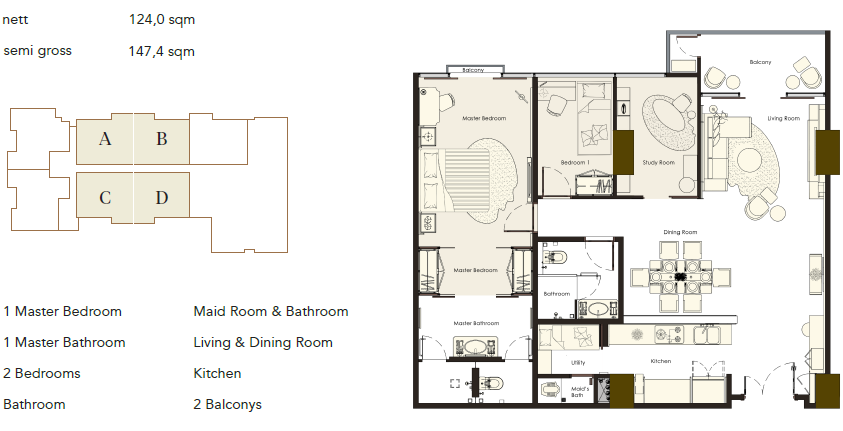 nett 124,0 sqm
semi gross 147,4 sqm
A B
C D
1 Master Bedroom Maid Room & Bathroom
1 Master Bathroom Living & Dining Room
2 Bedrooms Kitchen
Bathroom 2 Balconys
Balcony
Balcony
Master Bedroom
Living Room
Bedroom 1
Study Room
Dining Room
Master Bedroom
Bathroom
Master Bathroom
Utility
Kitchen
Maid's
Bath